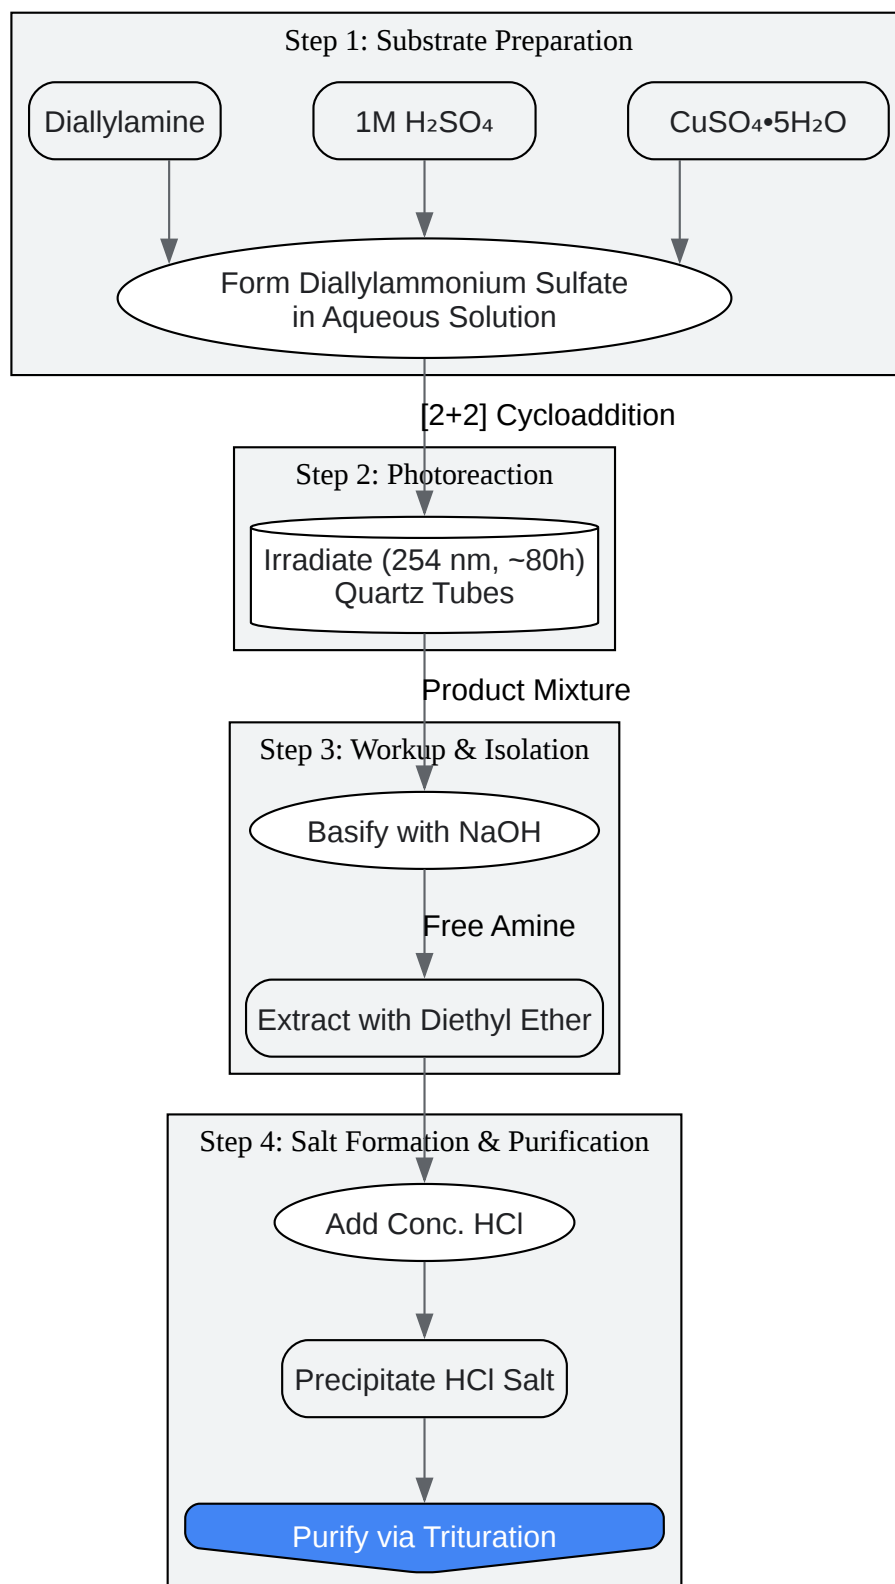 Step 1: Substrate Preparation
Diallylamine
1M H₂SO₄
CuSO₄•5H₂O
Form Diallylammonium Sulfate
in Aqueous Solution
[2+2] Cycloaddition
Step 2: Photoreaction
Irradiate (254 nm, ~80h)
Quartz Tubes
Product Mixture
Step 3: Workup & Isolation
Basify with NaOH
Free Amine
Extract with Diethyl Ether
Step 4: Salt Formation & Purification
Add Conc. HCl
Precipitate HCl Salt
Purify via Trituration